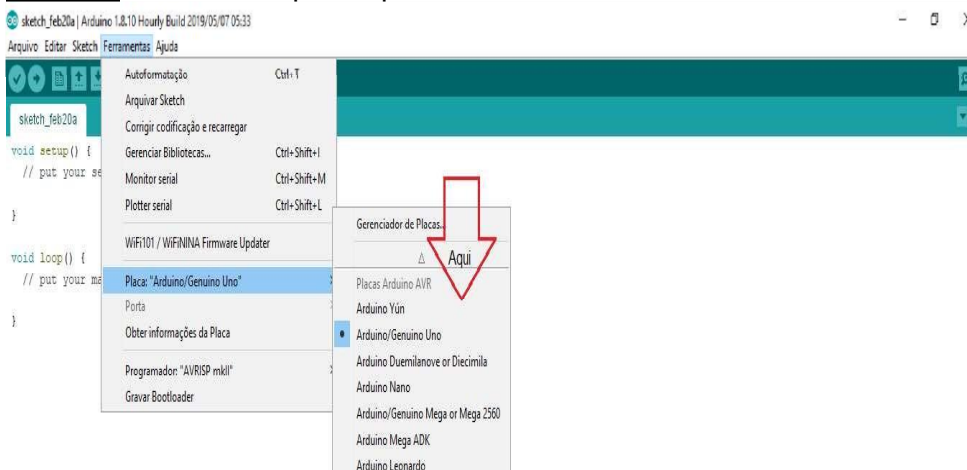 sketch_feb20a | Arduino 1.8.10 Hourly Build 2019/05/07 05:33
Arquivo Editar Sketch Ferramentas Ajuda
sketch_feb20a
void setup() {
// put your se
}
void loop() {
// put your ma
}
Autoformatação Ctrl+T
Arquivar Sketch
Corrigir codificação e recarregar
Gerenciar Bibliotecas... Ctrl+Shift+I
Monitor serial Ctrl+Shift+M
Plotter serial Ctrl+Shift+L
WiFi101 / WiFiNINA Firmware Updater
Placa: "Arduino/Genuino Uno"
Porta
Obter informações da Placa
Programador: "AVRISP mkII"
Gravar Bootloader
Gerenciador de Placas...
Aqui
Placas Arduino AVR
Arduino Yún
Arduino/Genuino Uno
Arduino Duemilanove or Diecimila
Arduino Nano
Arduino/Genuino Mega or Mega 2560
Arduino Mega ADK
Arduino Leonardo